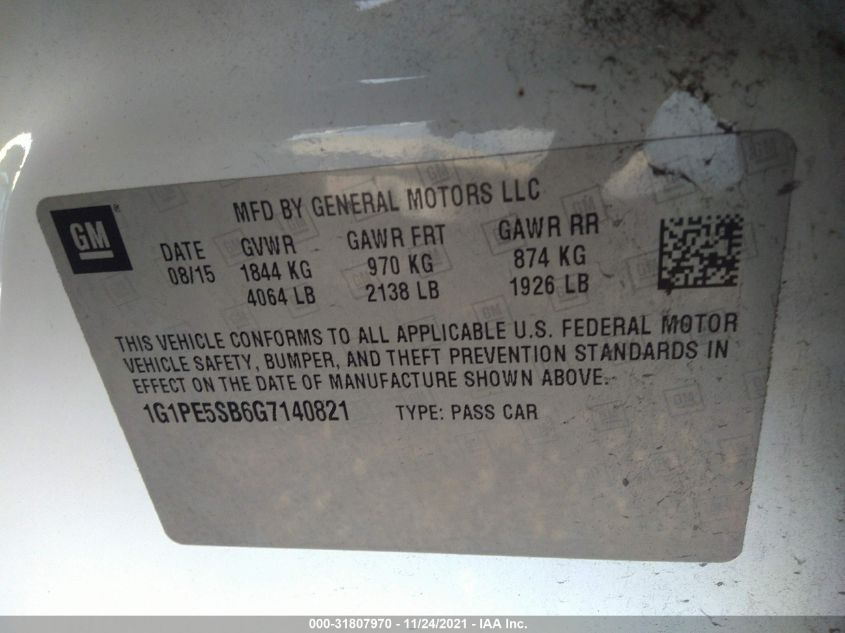 GM
MFD BY GENERAL MOTORS LLC
DATE GVWR GAWR FRT GAWR RR
08/15 1844 KG 970 KG 874 KG
4064 LB 2138 LB 1926 LB
THIS VEHICLE CONFORMS TO ALL APPLICABLE U.S. FEDERAL MOTOR
VEHICLE SAFETY, BUMPER, AND THEFT PREVENTION STANDARDS IN
EFFECT ON THE DATE OF MANUFACTURE SHOWN ABOVE.
1G1PE5SB6G7140821 TYPE: PASS CAR
000-31807970 - 11/24/2021 - IAA Inc.